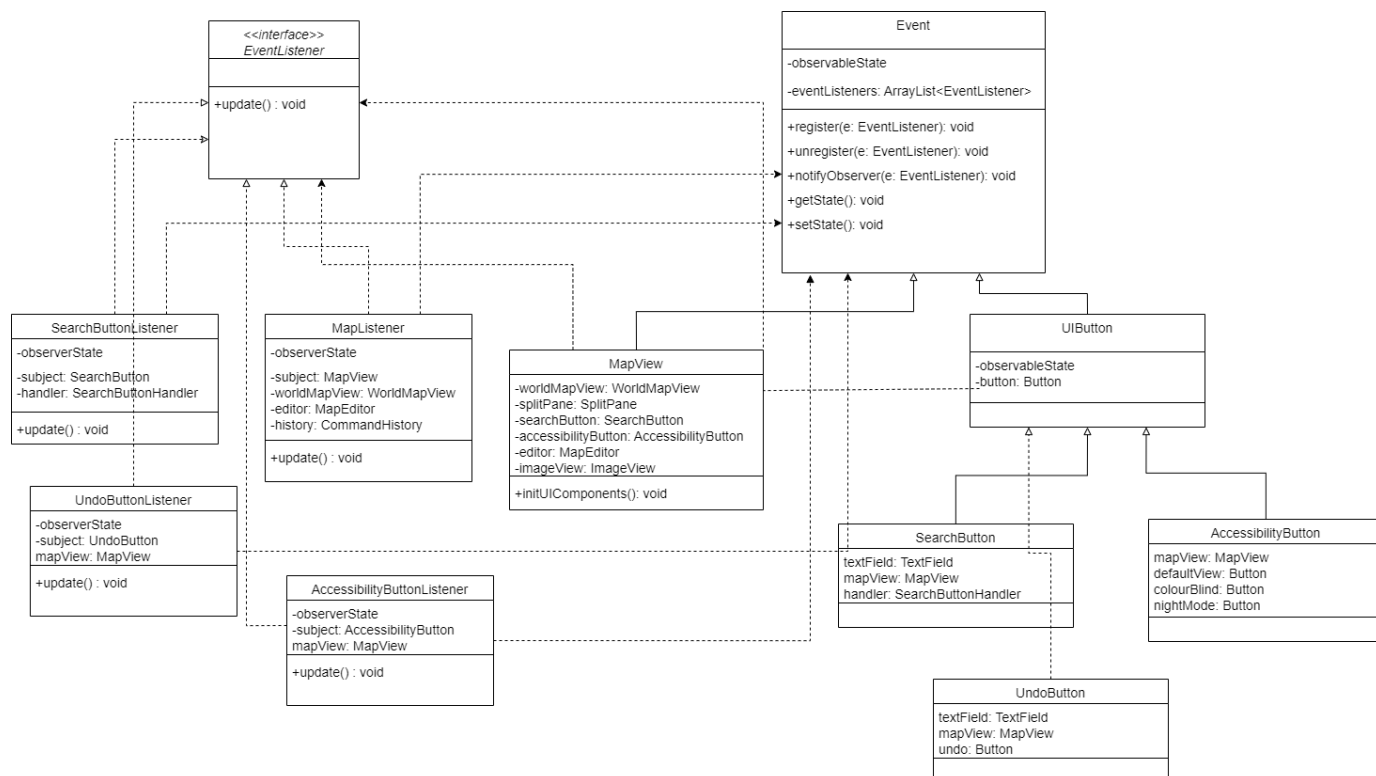 <<interface>>
EventListener
+update() : void
Event
-observableState
-eventListeners: ArrayList<EventListener>
+register(e: EventListener): void
+unregister(e: EventListener): void
+notifyObserver(e: EventListener): void
+getState(): void
+setState(): void
SearchButtonListener
-observerState
-subject: SearchButton
-handler: SearchButtonHandler
+update() : void
MapListener
-observerState
-subject: MapView
-worldMapView: WorldMapView
-editor: MapEditor
-history: CommandHistory
+update() : void
MapView
-worldMapView: WorldMapView
-splitPane: SplitPane
-searchButton: SearchButton
-accessibilityButton: AccessibilityButton
-editor: MapEditor
-imageView: ImageView
+initUIComponents(): void
UIButton
-observableState
-button: Button
UndoButtonListener
-observerState
-subject: UndoButton
mapView: MapView
+update() : void
AccessibilityButtonListener
-observerState
-subject: AccessibilityButton
mapView: MapView
+update() : void
SearchButton
textField: TextField
mapView: MapView
handler: SearchButtonHandler
AccessibilityButton
mapView: MapView
defaultView: Button
colourBlind: Button
nightMode: Button
UndoButton
textField: TextField
mapView: MapView
undo: Button